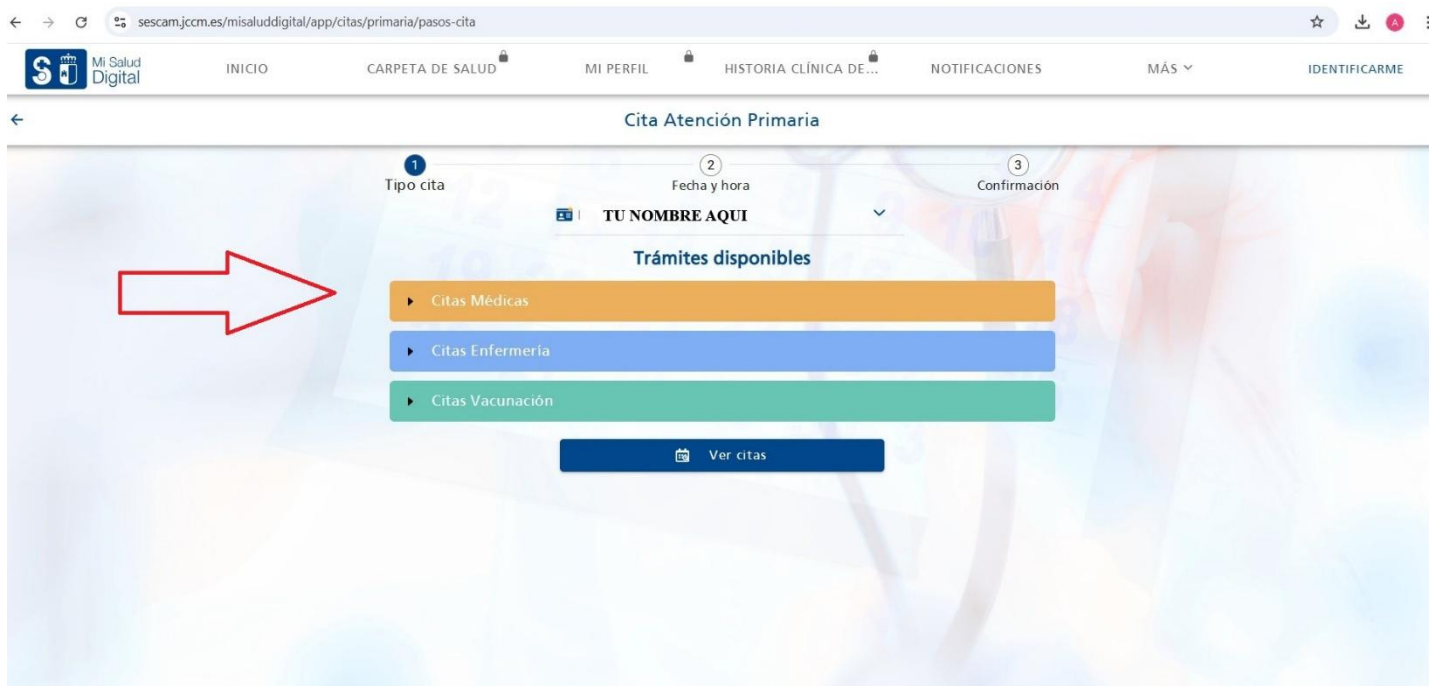 sescam.jccm.es/misaluddigital/app/citas/primaria/pasos-cita
A
Mi Salud
Digital
INICIO
CARPETA DE SALUD
MI PERFIL
HISTORIA CLÍNICA DE...
NOTIFICACIONES
MÁS
IDENTIFICARME
Cita Atención Primaria
1
2
3
Tipo cita
Fecha y hora
Confirmación
TU NOMBRE AQUI
Trámites disponibles
Citas Médicas
Citas Enfermería
Citas Vacunación
Ver citas